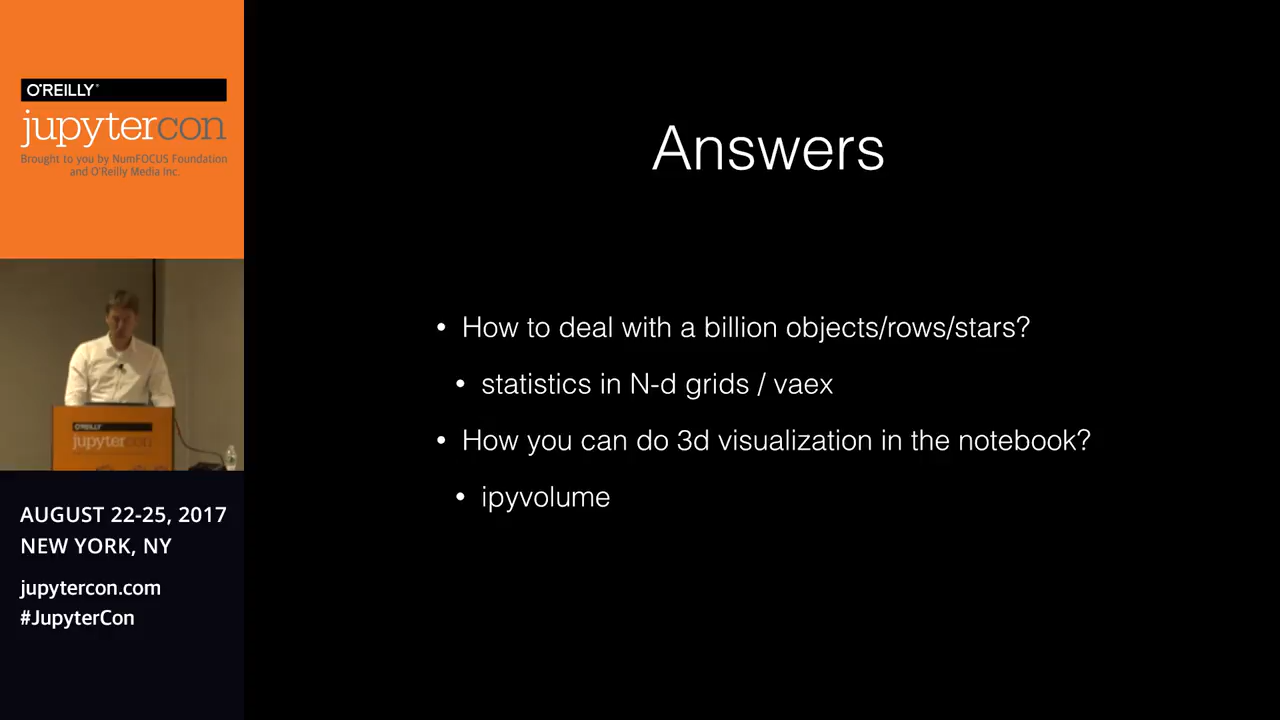 O'REILLY®
jupytercon
Brought to you by NumFOCUS Foundation
and O'Reilly Media Inc.
O'REILLY
jupytercon
AUGUST 22-25, 2017
NEW YORK, NY
jupytercon.com
#JupyterCon
Answers
• How to deal with a billion objects/rows/stars?
• statistics in N-d grids / vaex
• How you can do 3d visualization in the notebook?
• ipyvolume